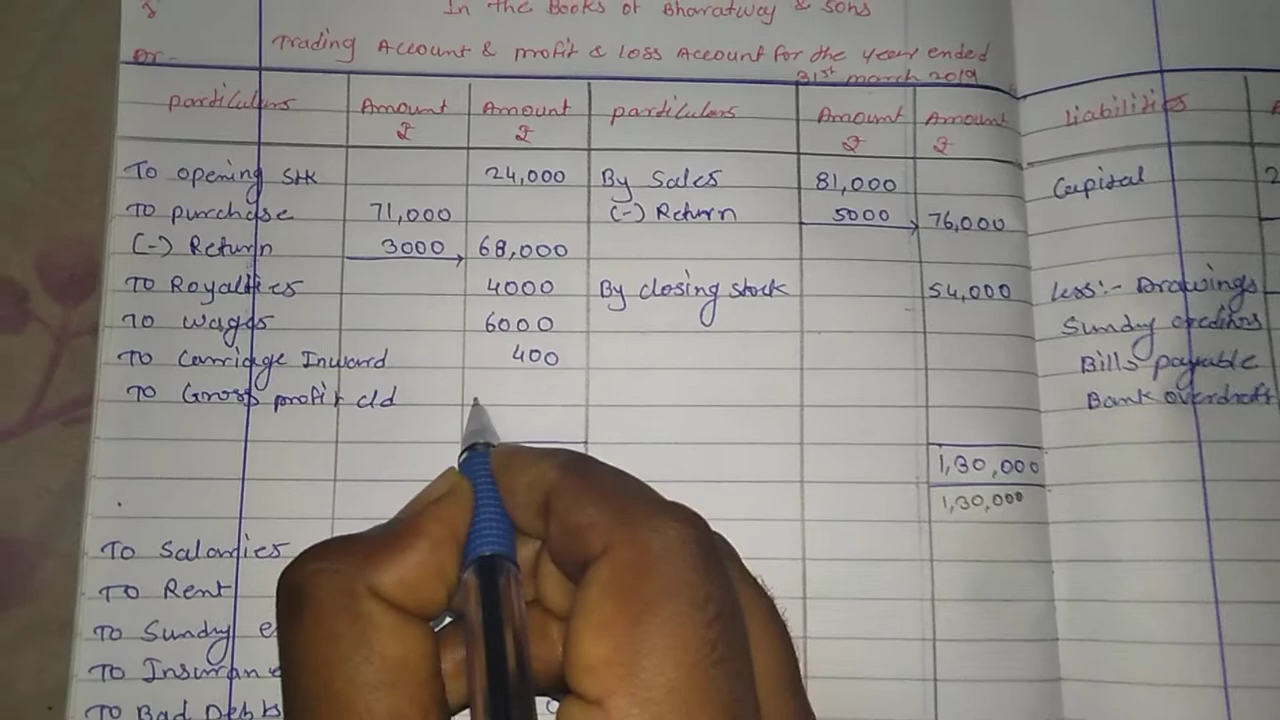 In the Books of Bharatway & Sons
Trading Account & profit & loss Account for the year ended
31st march 2019
Dr-
particulars Amount ₹ Amount ₹ particulars Amount ₹ Amount ₹ liabilities
To opening Stk 24,000 By Sales 81,000 Capital 2
To purchase 71,000 (-) Return 5000 76,000
(-) Return 3000 68,000
To Royalties 4000 By closing stock 54,000 less:- Drawings
To wages 6000 Sundry creditors
To Carriage Inward 400 Bills payable
To Gross profit c/d Bank overdraft
1,30,000
1,30,000
To Salaries
To Rent
To Sundry e
To Insuran
To Bad Debts